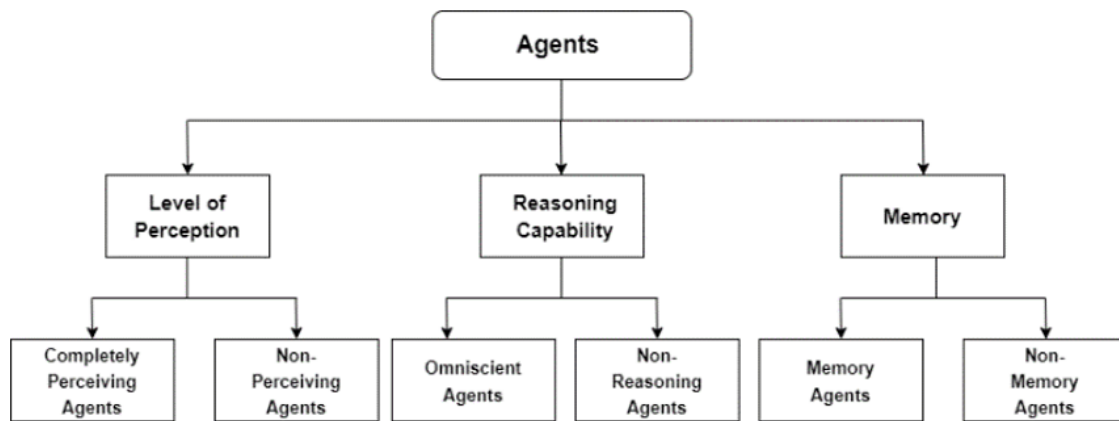 Agents
Level of
Perception
Reasoning
Capability
Memory
Completely
Perceiving
Agents
Non-
Perceiving
Agents
Omniscient
Agents
Non-
Reasoning
Agents
Memory
Agents
Non-
Memory
Agents